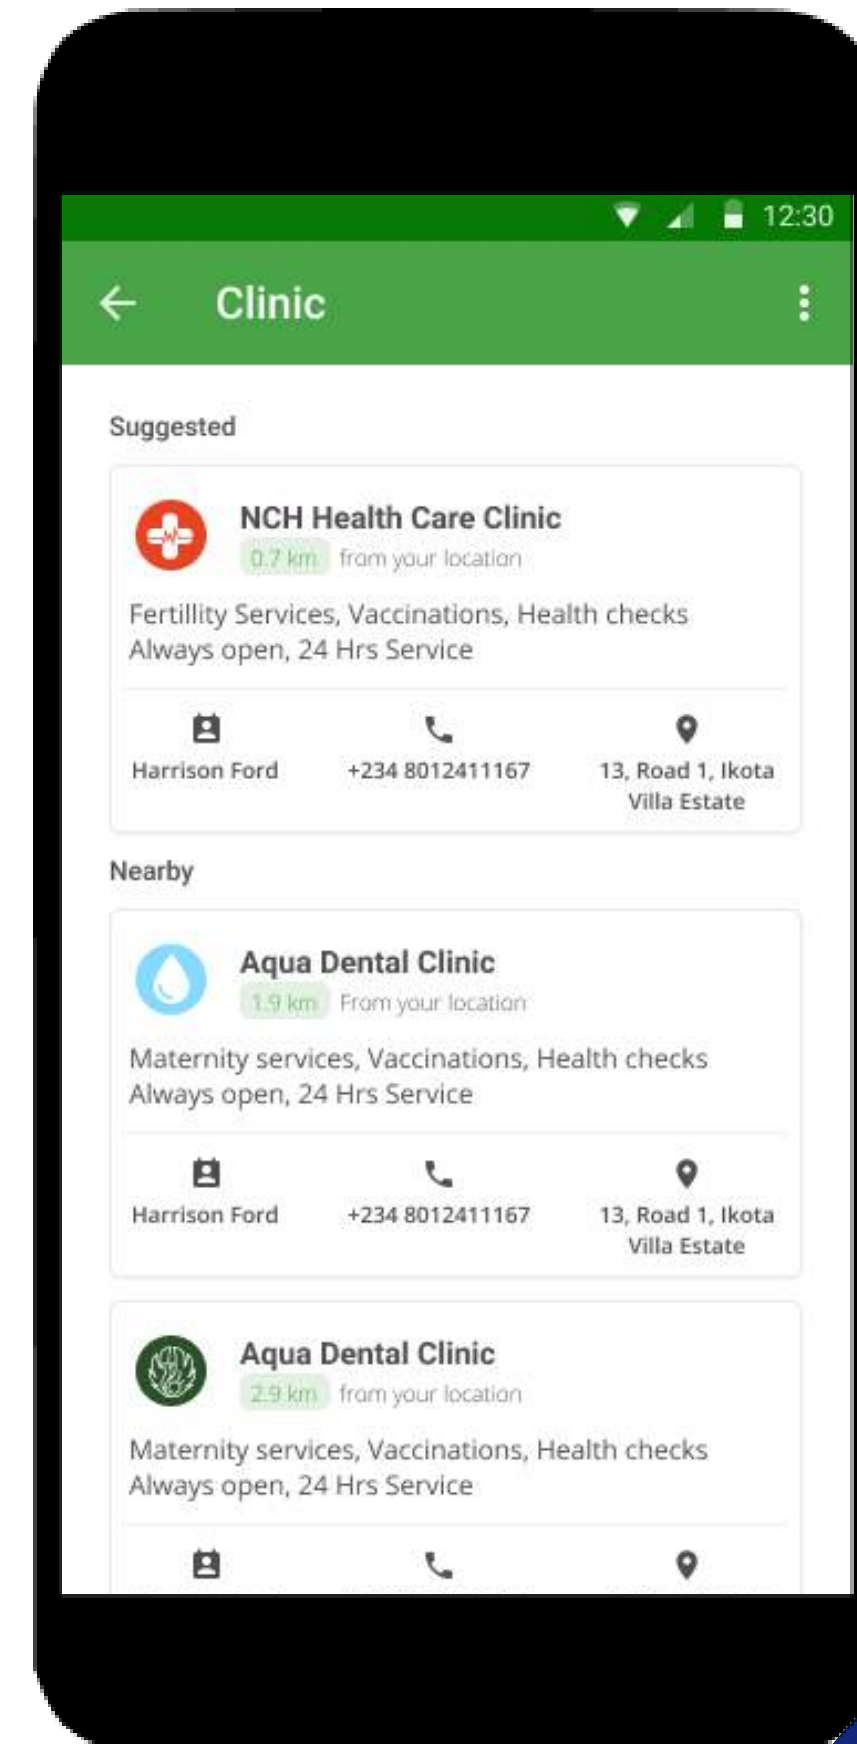 12:30
Clinic
Suggested
NCH Health Care Clinic
0.7 km from your location
Fertillity Services, Vaccinations, Health checks
Always open, 24 Hrs Service
Harrison Ford +234 8012411167 13, Road 1, Ikota
Villa Estate
Nearby
Aqua Dental Clinic
1.9 km From your location
Maternity services, Vaccinations, Health checks
Always open, 24 Hrs Service
Harrison Ford +234 8012411167 13, Road 1, Ikota
Villa Estate
Aqua Dental Clinic
2.9 km from your location
Maternity services, Vaccinations, Health checks
Always open, 24 Hrs Service